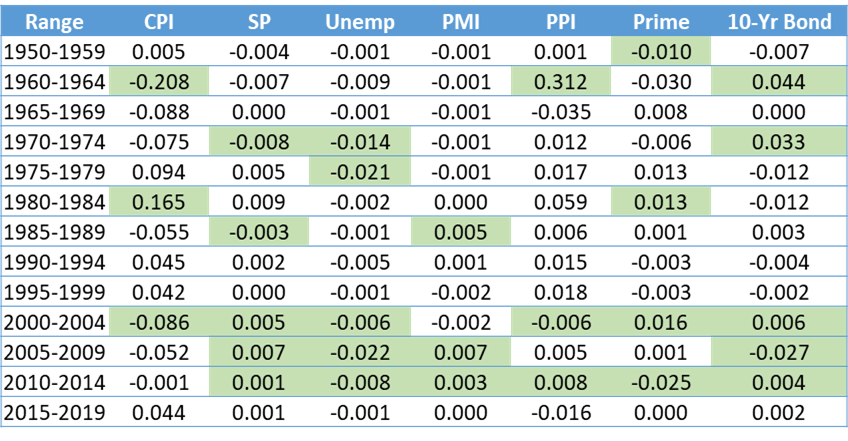 Range CPI SP Unemp PMI PPI Prime 10-Yr Bond
1950-1959 0.005 -0.004 -0.001 -0.001 0.001 -0.010 -0.007
1960-1964 -0.208 -0.007 -0.009 -0.001 0.312 -0.030 0.044
1965-1969 -0.088 0.000 -0.001 -0.001 -0.035 0.008 0.000
1970-1974 -0.075 -0.008 -0.014 -0.001 0.012 -0.006 0.033
1975-1979 0.094 0.005 -0.021 -0.001 0.017 0.013 -0.012
1980-1984 0.165 0.009 -0.002 0.000 0.059 0.013 -0.012
1985-1989 -0.055 -0.003 -0.001 0.005 0.006 0.001 0.003
1990-1994 0.045 0.002 -0.005 0.001 0.015 -0.003 -0.004
1995-1999 0.042 0.000 -0.001 -0.002 0.018 -0.003 -0.002
2000-2004 -0.086 0.005 -0.006 -0.002 -0.006 0.016 0.006
2005-2009 -0.052 0.007 -0.022 0.007 0.005 0.001 -0.027
2010-2014 -0.001 0.001 -0.008 0.003 0.008 -0.025 0.004
2015-2019 0.044 0.001 -0.001 0.000 -0.016 0.000 0.002